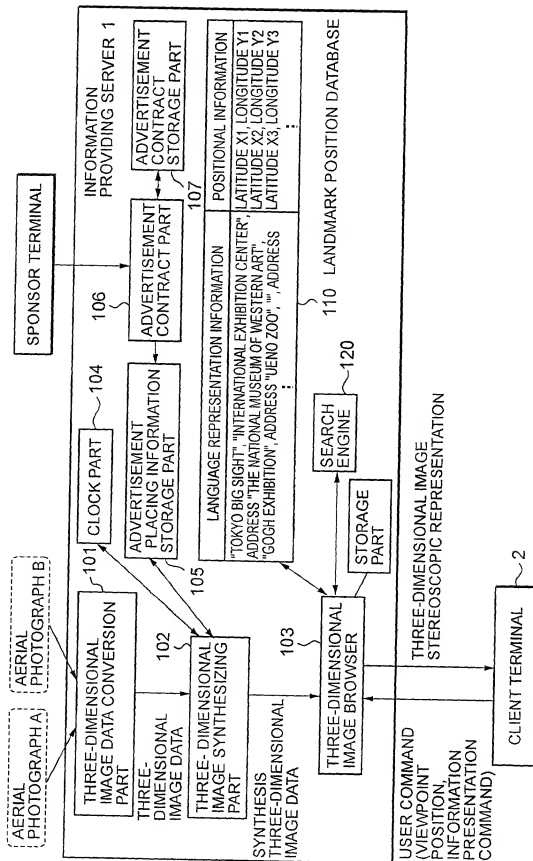 AERIAL
PHOTOGRAPH A
AERIAL
PHOTOGRAPH B
SPONSOR TERMINAL
INFORMATION
PROVIDING SERVER 1
101
THREE-DIMENSIONAL
IMAGE DATA CONVERSION
PART
104
CLOCK PART
106
ADVERTISEMENT
CONTRACT PART
ADVERTISEMENT
CONTRACT
STORAGE PART
107
THREE-
DIMENSIONAL
IMAGE DATA
102
THREE- DIMENSIONAL
IMAGE SYNTHESIZING
PART
ADVERTISEMENT
PLACING INFORMATION
STORAGE PART
105
LANGUAGE REPRESENTATION INFORMATION
POSITIONAL INFORMATION
"TOKYO BIG SIGHT", "INTERNATIONAL EXHIBITION CENTER",
ADDRESS "THE NATIONAL MUSEUM OF WESTERN ART",
"GOGH EXHIBITION", ADDRESS "UENO ZOO", "", ADDRESS
LATITUDE X1, LONGITUDE Y1
LATITUDE X2, LONGITUDE Y2
LATITUDE X3, LONGITUDE Y3
110 LANDMARK POSITION DATABASE
SYNTHESIS
THREE-DIMENSIONAL
IMAGE DATA
103
THREE-DIMENSIONAL
IMAGE BROWSER
STORAGE
PART
SEARCH
ENGINE
120
USER COMMAND
(VIEWPOINT
POSITION,
INFORMATION
PRESENTATION
COMMAND)
THREE-DIMENSIONAL IMAGE
STEREOSCOPIC REPRESENTATION
2
CLIENT TERMINAL